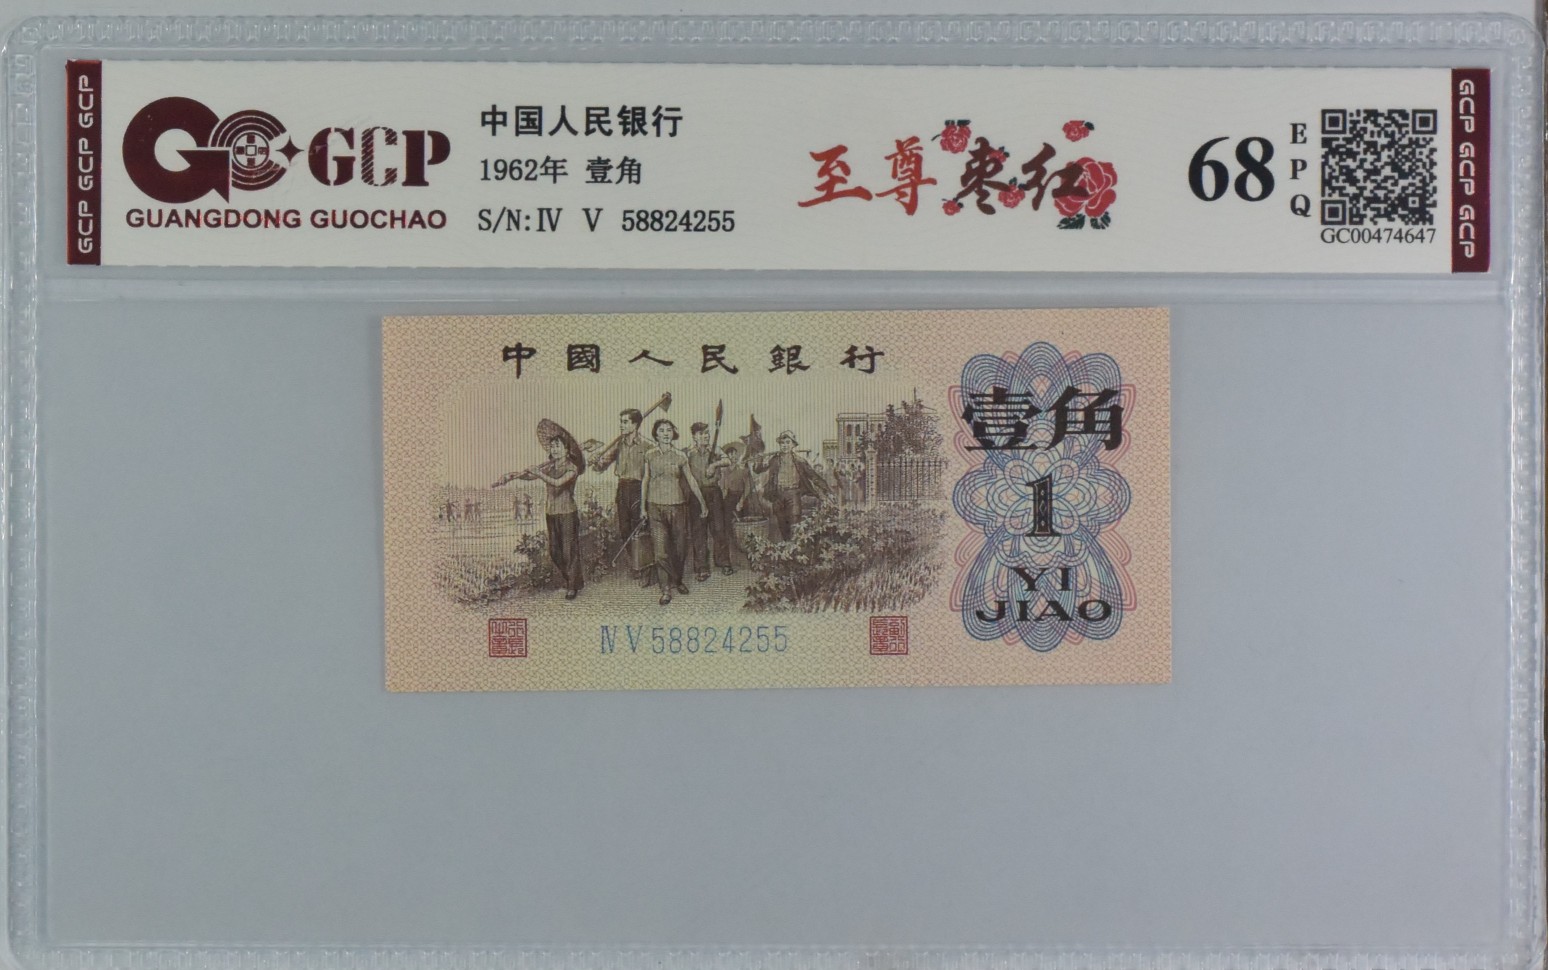 GCP GCP GCP
GCP
GUANGDONG GUOCHAO
中国人民银行
1962年 壹角
S/N:Ⅳ Ⅴ 58824255
至尊枣红
68
E
P
Q
GC00474647
GCP GCP GCP
中國人民銀行
壹角
1
YI
JIAO
ⅣⅤ58824255